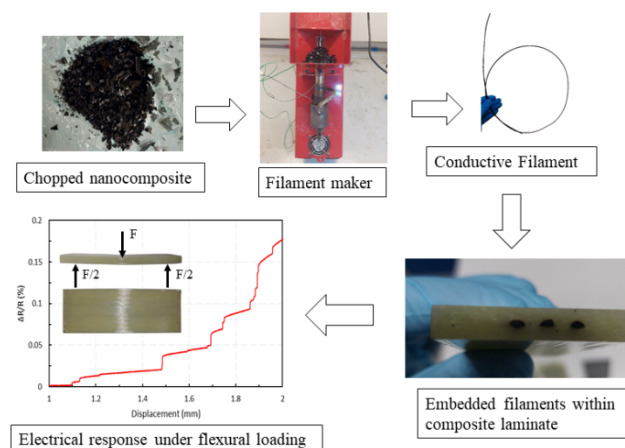 Chopped nanocomposite
Filament maker
Conductive Filament
0.2
0.15
0.1
0.05
0
ΔR/R (%)
F
F/2
F/2
1
1.2
1.4
1.6
1.8
2
Displacement (mm)
Electrical response under flexural loading
Embedded filaments within
composite laminate